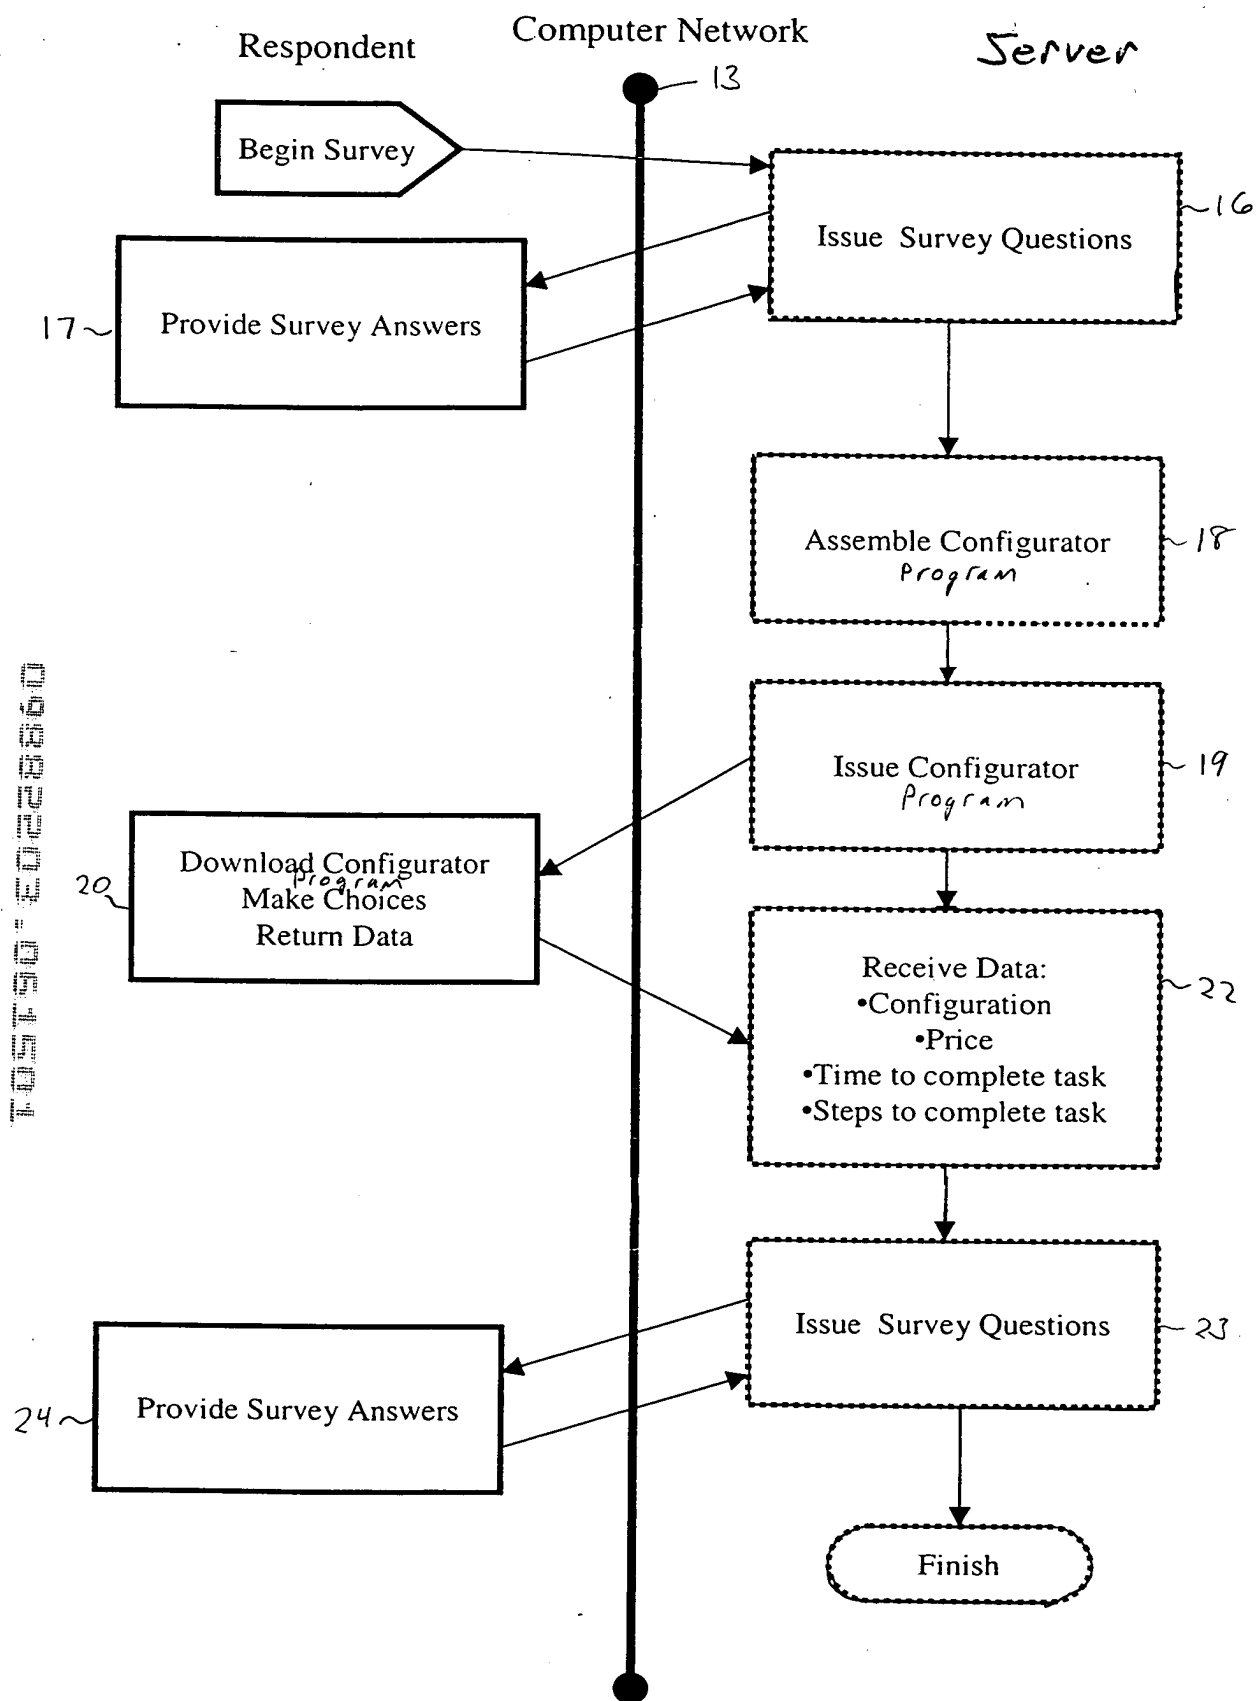 Respondent
Computer Network
Server
13
Begin Survey
Issue Survey Questions
16
Provide Survey Answers
17
Assemble Configurator
Program
18
Issue Configurator
Program
19
Download Configurator
Program
Make Choices
Return Data
20
Receive Data:
•Configuration
•Price
•Time to complete task
•Steps to complete task
22
Issue Survey Questions
23
Provide Survey Answers
24
Finish
09882203.051501